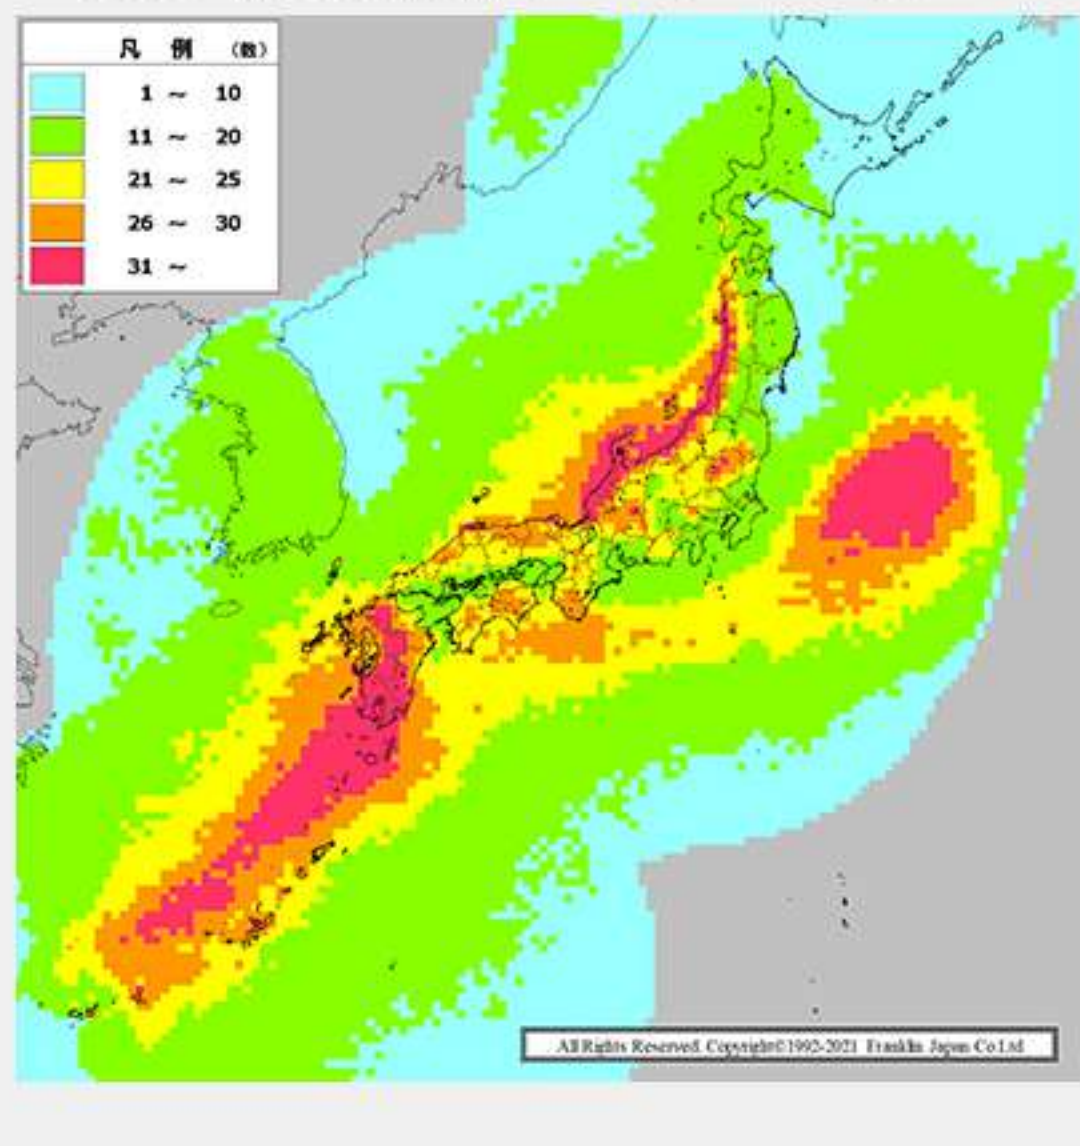 凡 例 (数)
1 ~ 10
11 ~ 20
21 ~ 25
26 ~ 30
31 ~
All Rights Reserved. Copyright©1992-2021 Franklin Japan Co.Ltd